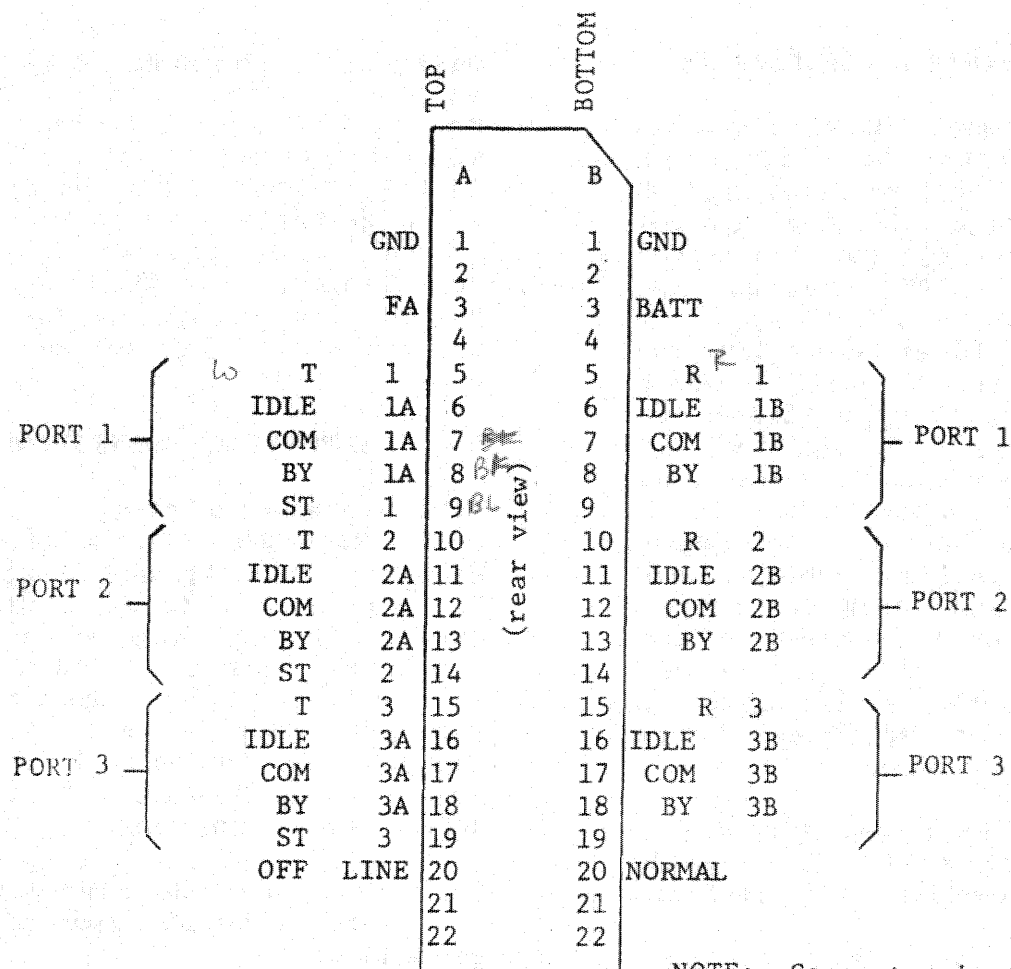 TOP BOTTOM
A B
GND 1 1 GND
2 2
FA 3 3 BATT
4 4
W T 1 5 5 R R 1
IDLE 1A 6 6 IDLE 1B
PORT 1 COM 1A 7 7 COM 1B PORT 1
BY 1A 8 BK 8 BY 1B
ST 1 9 BL 9
(rear view)
T 2 10 10 R 2
IDLE 2A 11 11 IDLE 2B
PORT 2 COM 2A 12 12 COM 2B PORT 2
BY 2A 13 13 BY 2B
ST 2 14 14
T 3 15 15 R 3
IDLE 3A 16 16 IDLE 3B
PORT 3 COM 3A 17 17 COM 3B PORT 3
BY 3A 18 18 BY 3B
ST 3 19 19
OFF LINE 20 20 NORMAL
21 21
22 22